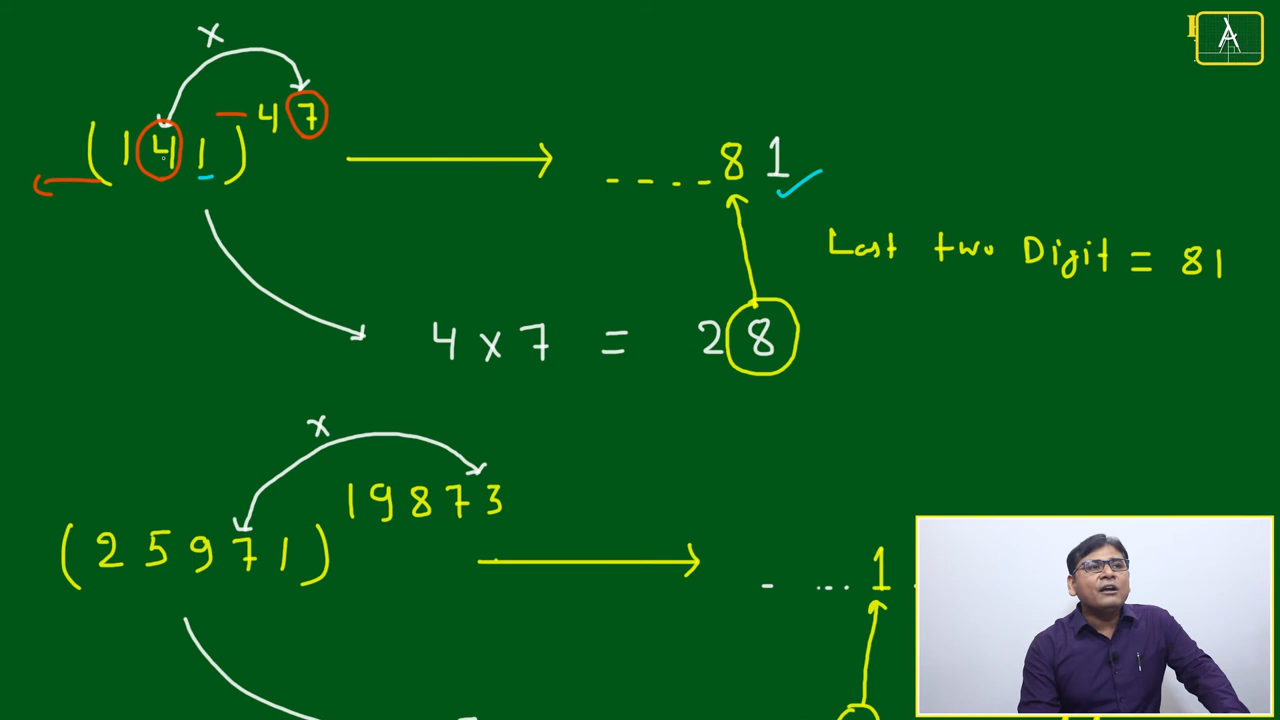 x
(141)^47 → ----81
Last two Digit = 81
4 x 7 = 28
x
(25971)^19873 → - ...1
A